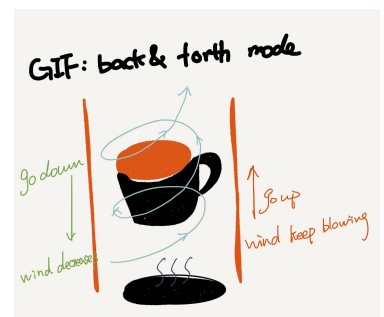 GIF: back & forth mode
go down
wind decrease
go up
wind keep blowing